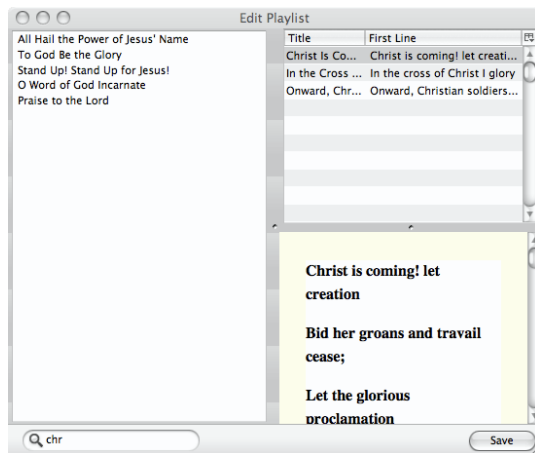 Edit Playlist
All Hail the Power of Jesus' Name
To God Be the Glory
Stand Up! Stand Up for Jesus!
O Word of God Incarnate
Praise to the Lord
Title First Line
Christ Is Co... Christ is coming! let creati...
In the Cross ... In the cross of Christ I glory
Onward, Chr... Onward, Christian soldiers...
Christ is coming! let
creation
Bid her groans and travail
cease;
Let the glorious
proclamation
chr
Save